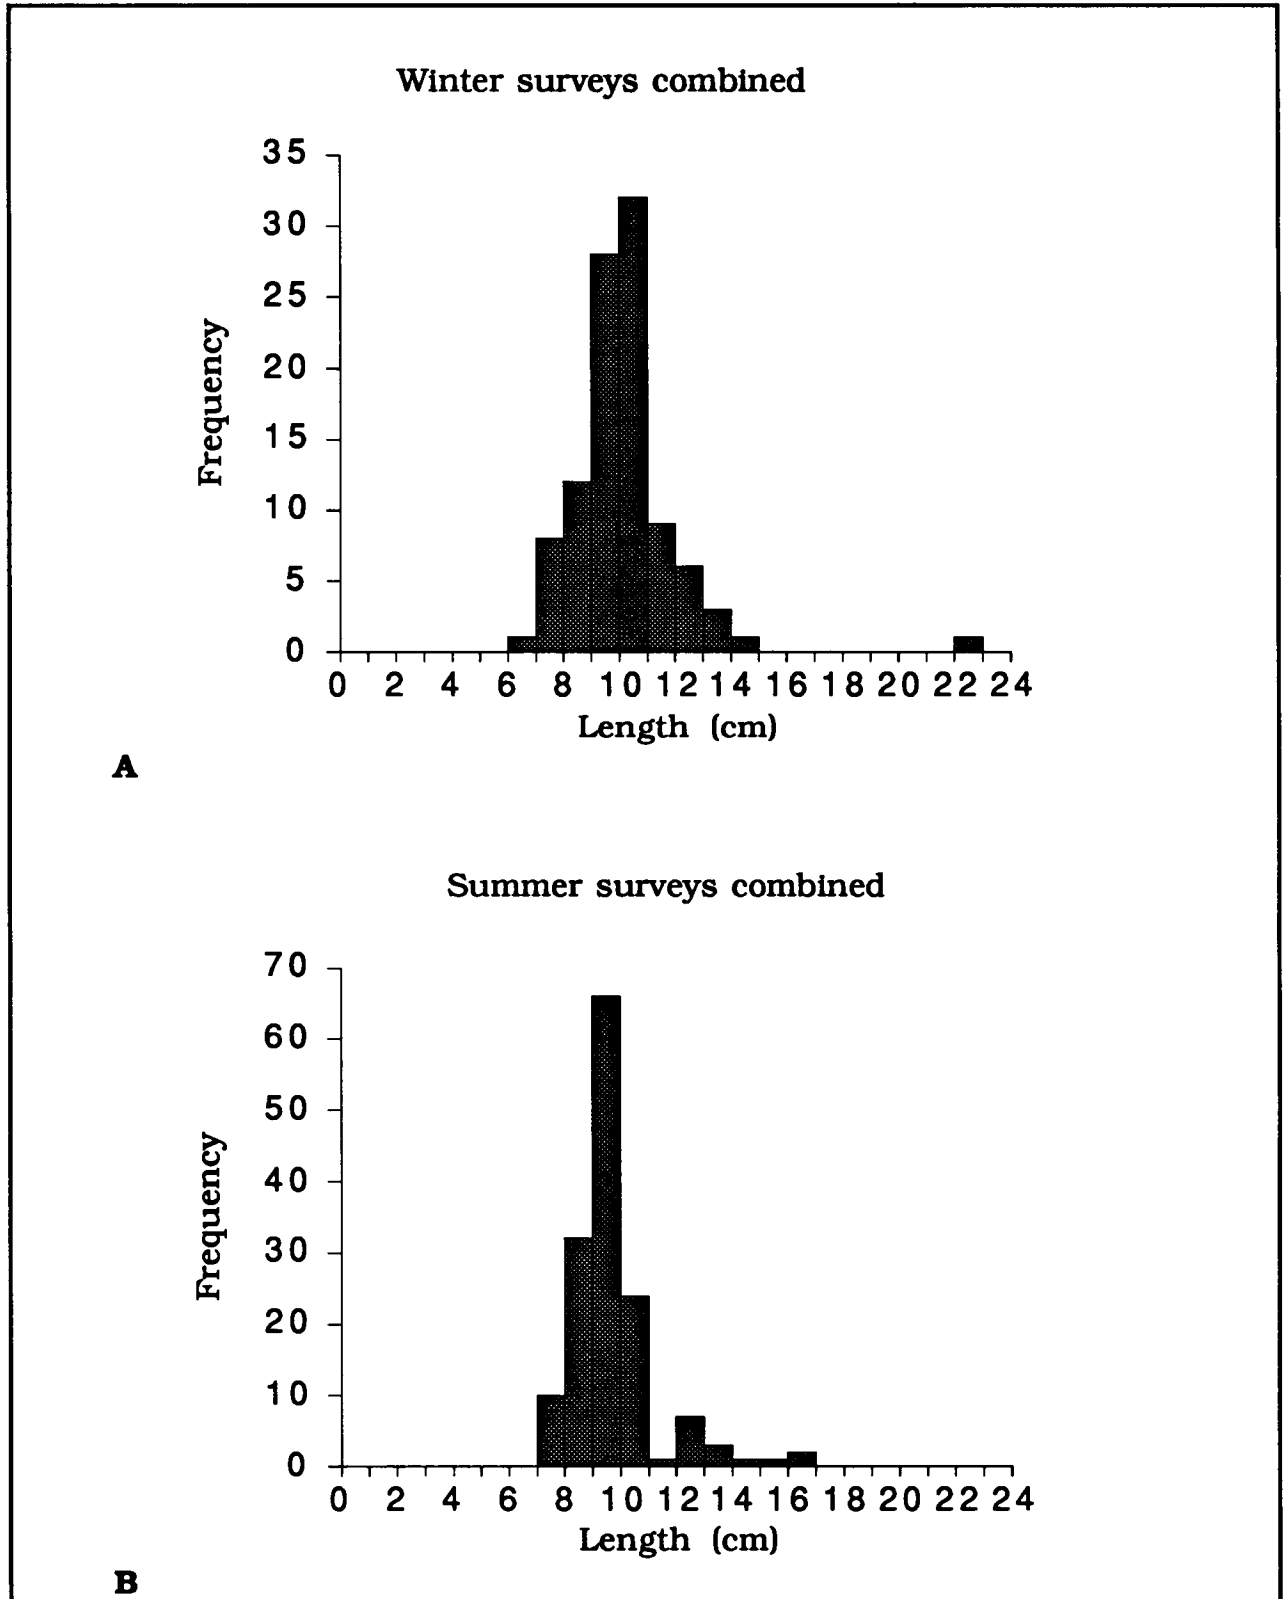 Winter surveys combined
35
30
25
20
15
10
5
0
Frequency
0 2 4 6 8 10 12 14 16 18 20 22 24
Length (cm)
A
Summer surveys combined
70
60
50
40
30
20
10
0
Frequency
0 2 4 6 8 10 12 14 16 18 20 22 24
Length (cm)
B